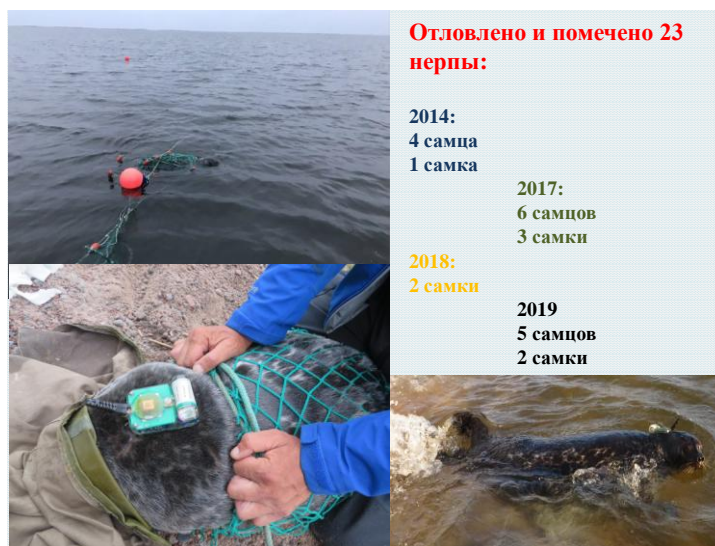 Отловлено и помечено 23
нерпы:
2014:
4 самца
1 самка
2017:
6 самцов
3 самки
2018:
2 самки
2019
5 самцов
2 самки